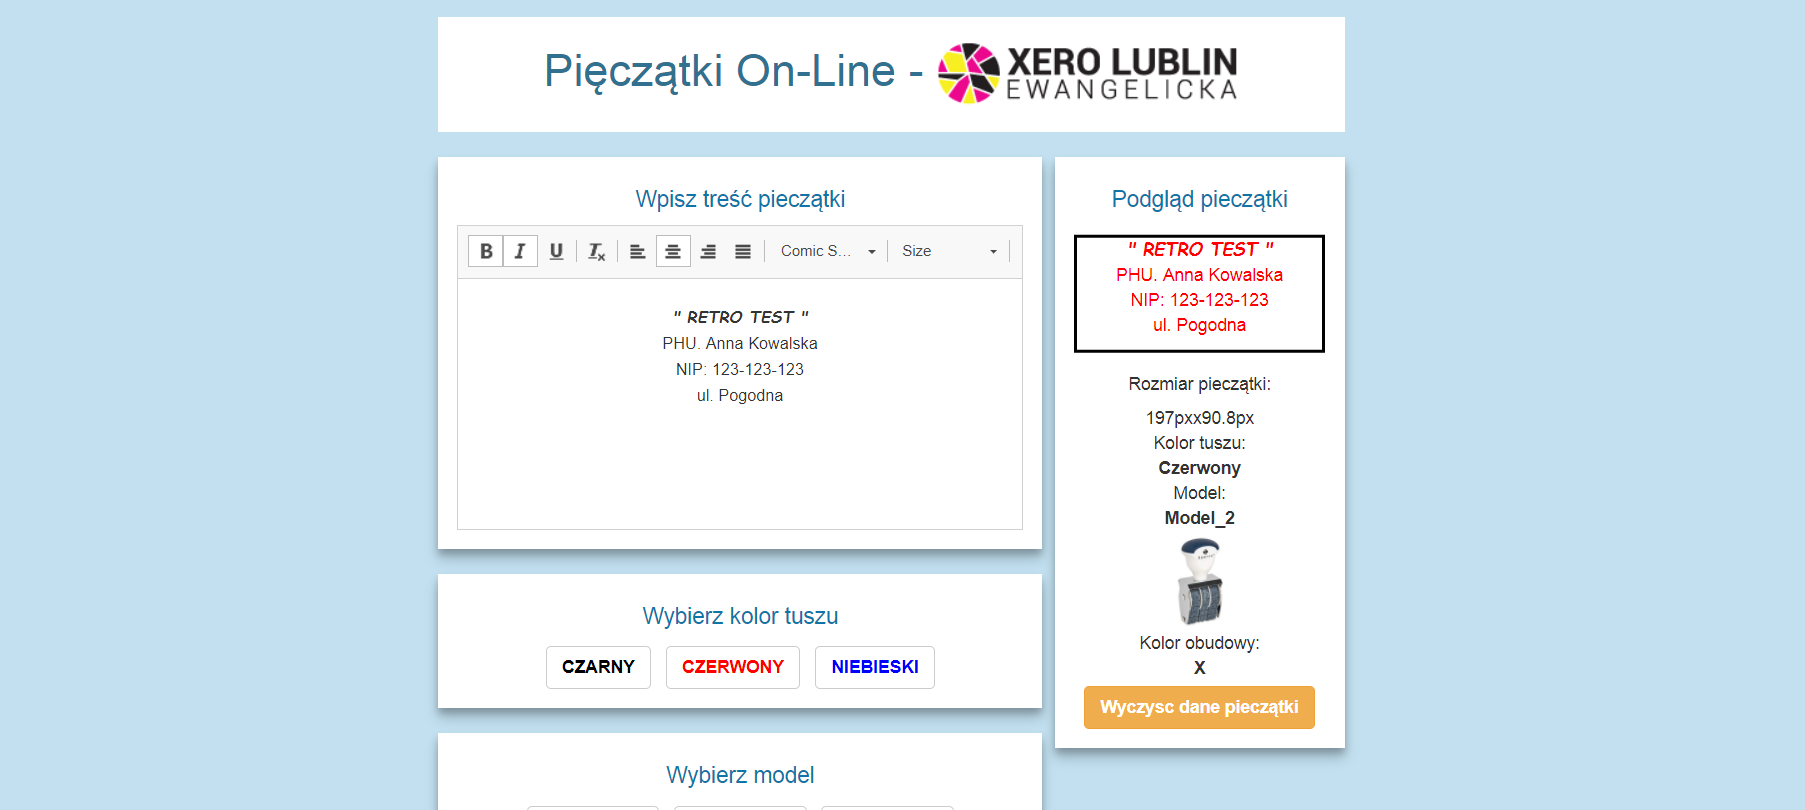 Pięczątki On-Line - XERO LUBLIN
EWANGELICKA
Wpisz treść pieczątki
B I U Tx Comic S... Size
" RETRO TEST "
PHU. Anna Kowalska
NIP: 123-123-123
ul. Pogodna
Wybierz kolor tuszu
CZARNY CZERWONY NIEBIESKI
Wybierz model
Podgląd pieczątki
" RETRO TEST "
PHU. Anna Kowalska
NIP: 123-123-123
ul. Pogodna
Rozmiar pieczątki:
197pxx90.8px
Kolor tuszu:
Czerwony
Model:
Model_2
Kolor obudowy:
X
Wyczysc dane pieczątki